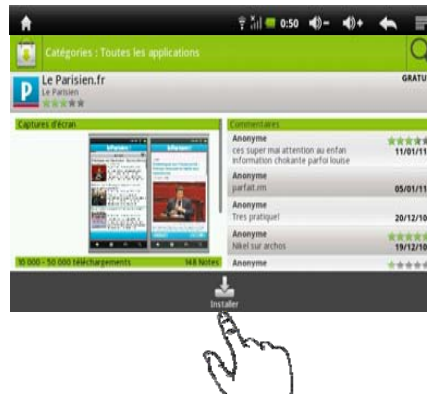 0:50
Catégories : Toutes les applications
Le Parisien.fr
Le Parisien
GRATU
Captures d'écran
Commentaires
Anonyme
ces super mai attention au enfan
information chokante parfoi louise
11/01/11
Anonyme
parfait.rm
05/01/11
Anonyme
Tres pratique!
20/12/10
Anonyme
Nikel sur archos
19/12/10
Anonyme
10 000 - 50 000 téléchargements
148 Notes
Installer